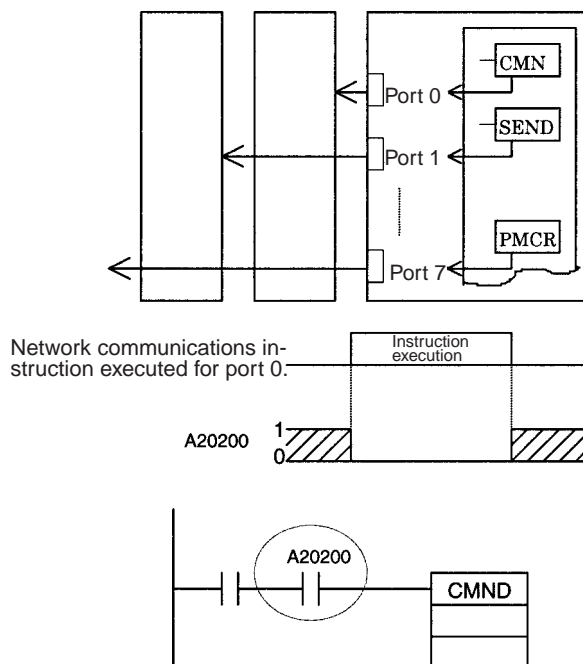 CMN
Port 0
SEND
Port 1
PMCR
Port 7
Network communications in-
struction executed for port 0.
Instruction
execution
A20200
1
0
A20200
CMND